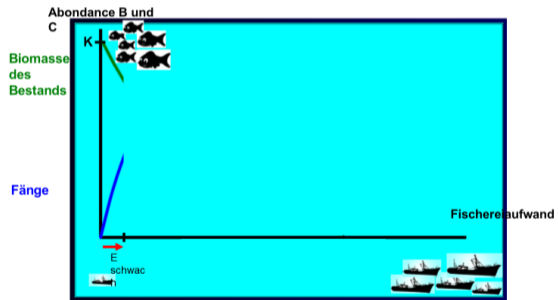 Abondance B und
C
K
Biomasse
des
Bestands
Fänge
Fischereiaufwand
E
schwac
h